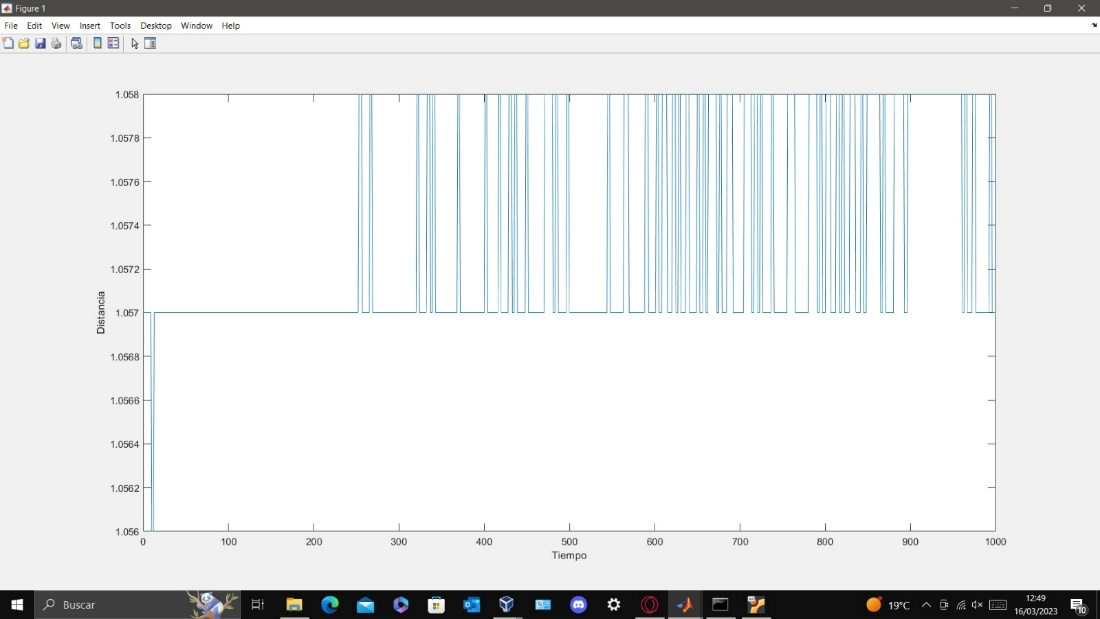 Figure 1
File Edit View Insert Tools Desktop Window Help
1.058
1.0578
1.0576
1.0574
1.0572
1.057
1.0568
1.0566
1.0564
1.0562
1.056
Distancia
0 100 200 300 400 500 600 700 800 900 1000
Tiempo
Buscar
19°C
12:49
16/03/2023
10